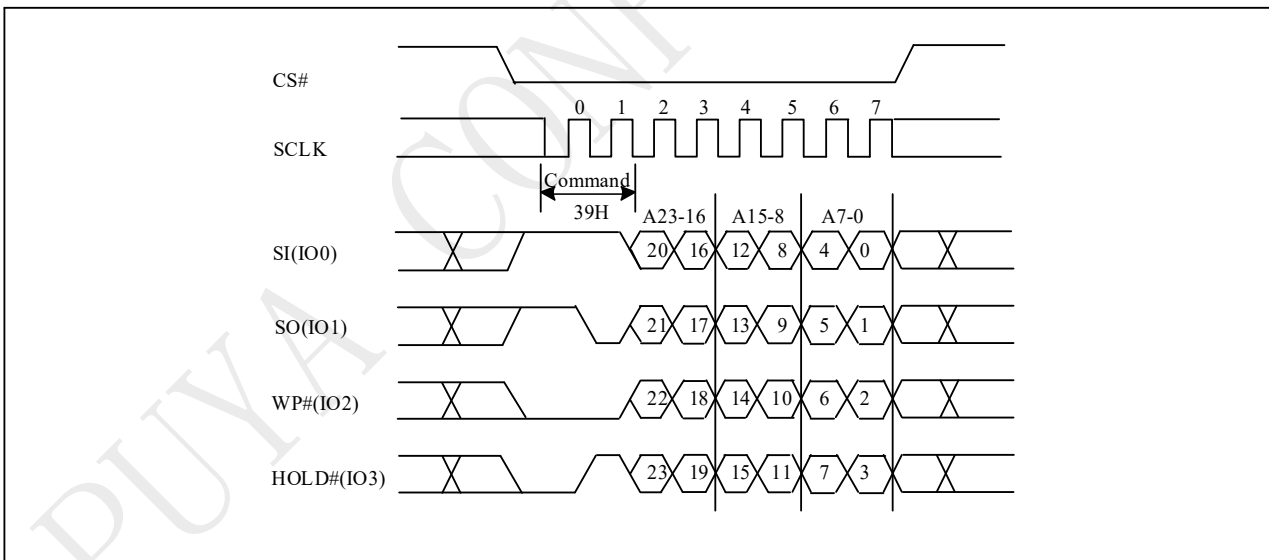 CS#
0 1 2 3 4 5 6 7
SCLK
Command
39H
A23-16 A15-8 A7-0
SI(IO0) 20 16 12 8 4 0
SO(IO1) 21 17 13 9 5 1
WP#(IO2) 22 18 14 10 6 2
HOLD#(IO3) 23 19 15 11 7 3
PUYA CONF